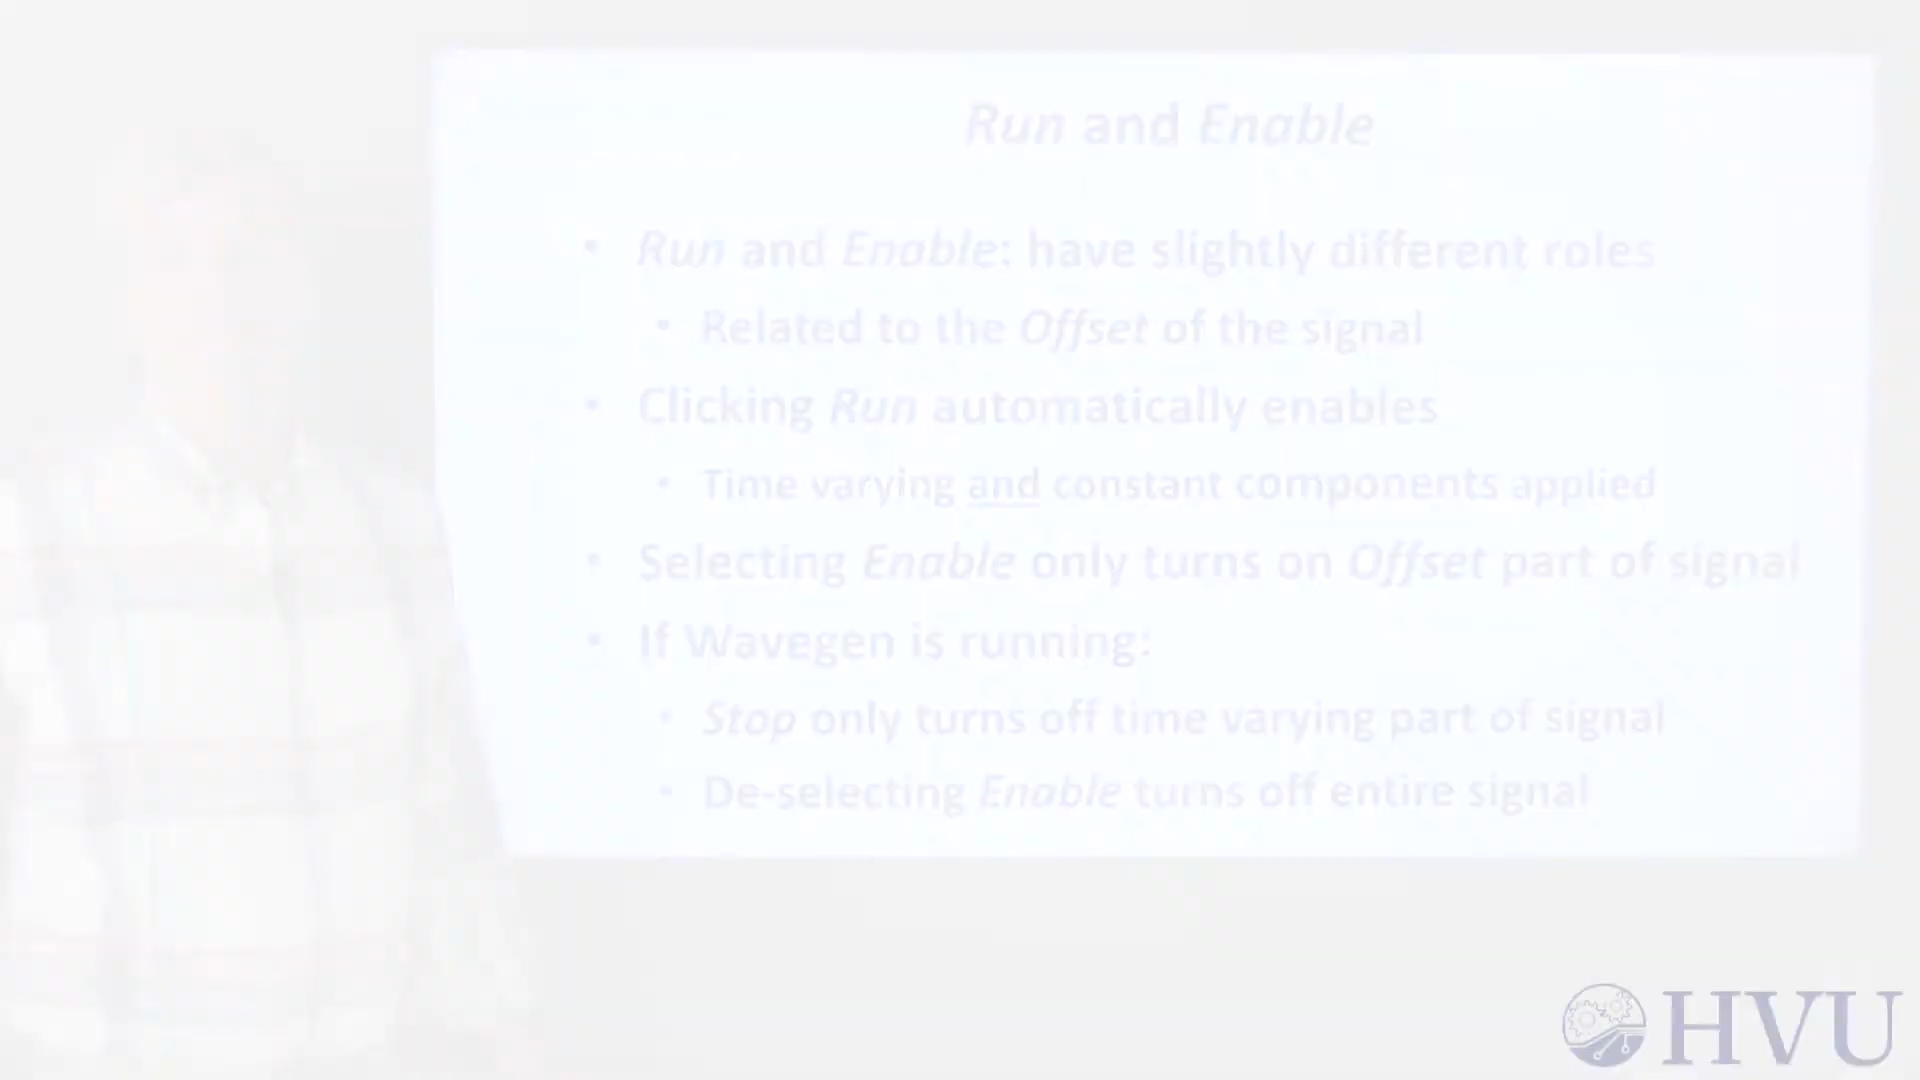 Run and Enable
• Run and Enable: have slightly different roles
• Related to the Offset of the signal
• Clicking Run automatically enables
• Time varying and constant components applied
• Selecting Enable only turns on Offset part of signal
• If Wavegen is running:
• Stop only turns off time varying part of signal
• De-selecting Enable turns off entire signal
HVU